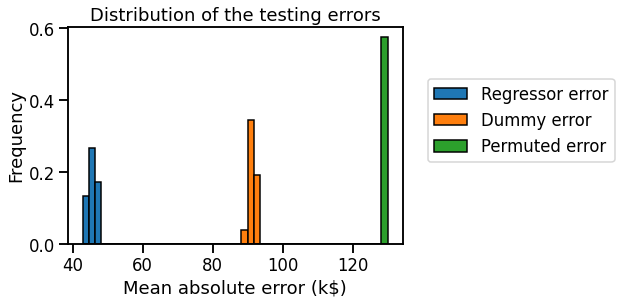 Distribution of the testing errors
Frequency
0.6
0.4
0.2
0.0
40 60 80 100 120
Mean absolute error (k$)
Regressor error
Dummy error
Permuted error